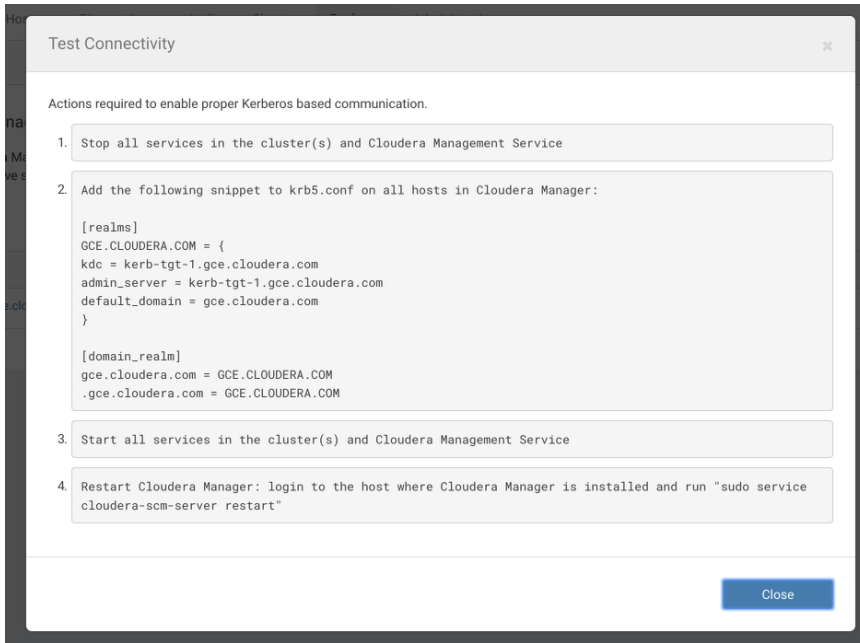 Test Connectivity
×
Actions required to enable proper Kerberos based communication.
1. Stop all services in the cluster(s) and Cloudera Management Service
2. Add the following snippet to krb5.conf on all hosts in Cloudera Manager:
[realms]
GCE.CLOUDERA.COM = {
kdc = kerb-tgt-1.gce.cloudera.com
admin_server = kerb-tgt-1.gce.cloudera.com
default_domain = gce.cloudera.com
}
[domain_realm]
gce.cloudera.com = GCE.CLOUDERA.COM
.gce.cloudera.com = GCE.CLOUDERA.COM
3. Start all services in the cluster(s) and Cloudera Management Service
4. Restart Cloudera Manager: login to the host where Cloudera Manager is installed and run "sudo service
cloudera-scm-server restart"
Close